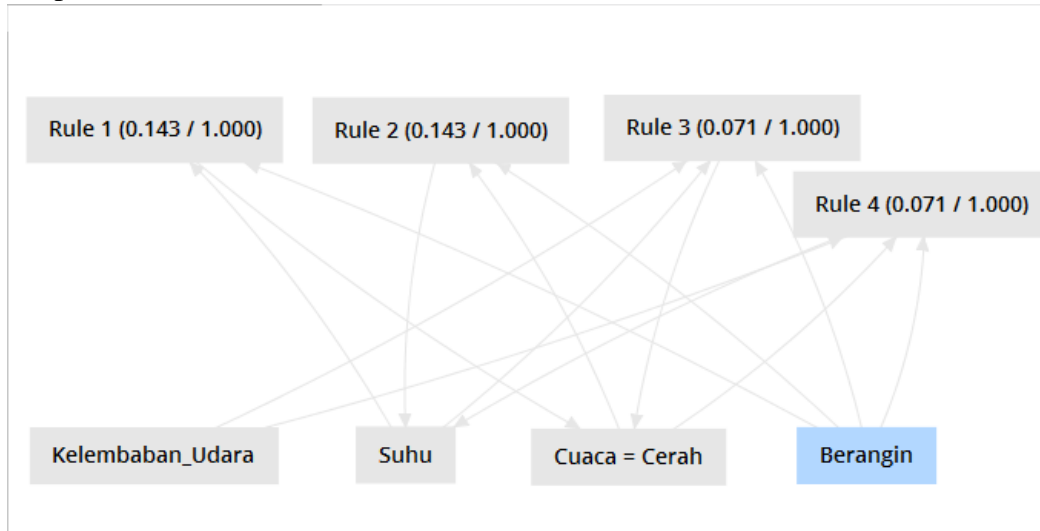 Rule 1 (0.143 / 1.000)
Rule 2 (0.143 / 1.000)
Rule 3 (0.071 / 1.000)
Rule 4 (0.071 / 1.000)
Kelembaban_Udara
Suhu
Cuaca = Cerah
Berangin